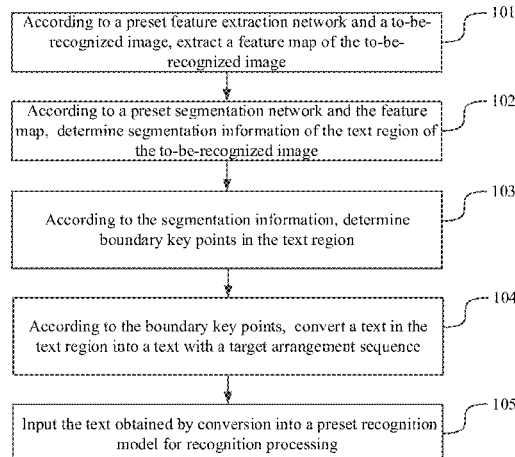 According to a preset feature extraction network and a to-be-
recognized image, extract a feature map of the to-be-
recognized image
101
According to a preset segmentation network and the feature
map, determine segmentation information of the text region of
the to-be-recognized image
102
According to the segmentation information, determine
boundary key points in the text region
103
According to the boundary key points, convert a text in the
text region into a text with a target arrangement sequence
104
Input the text obtained by conversion into a preset recognition
model for recognition processing
105